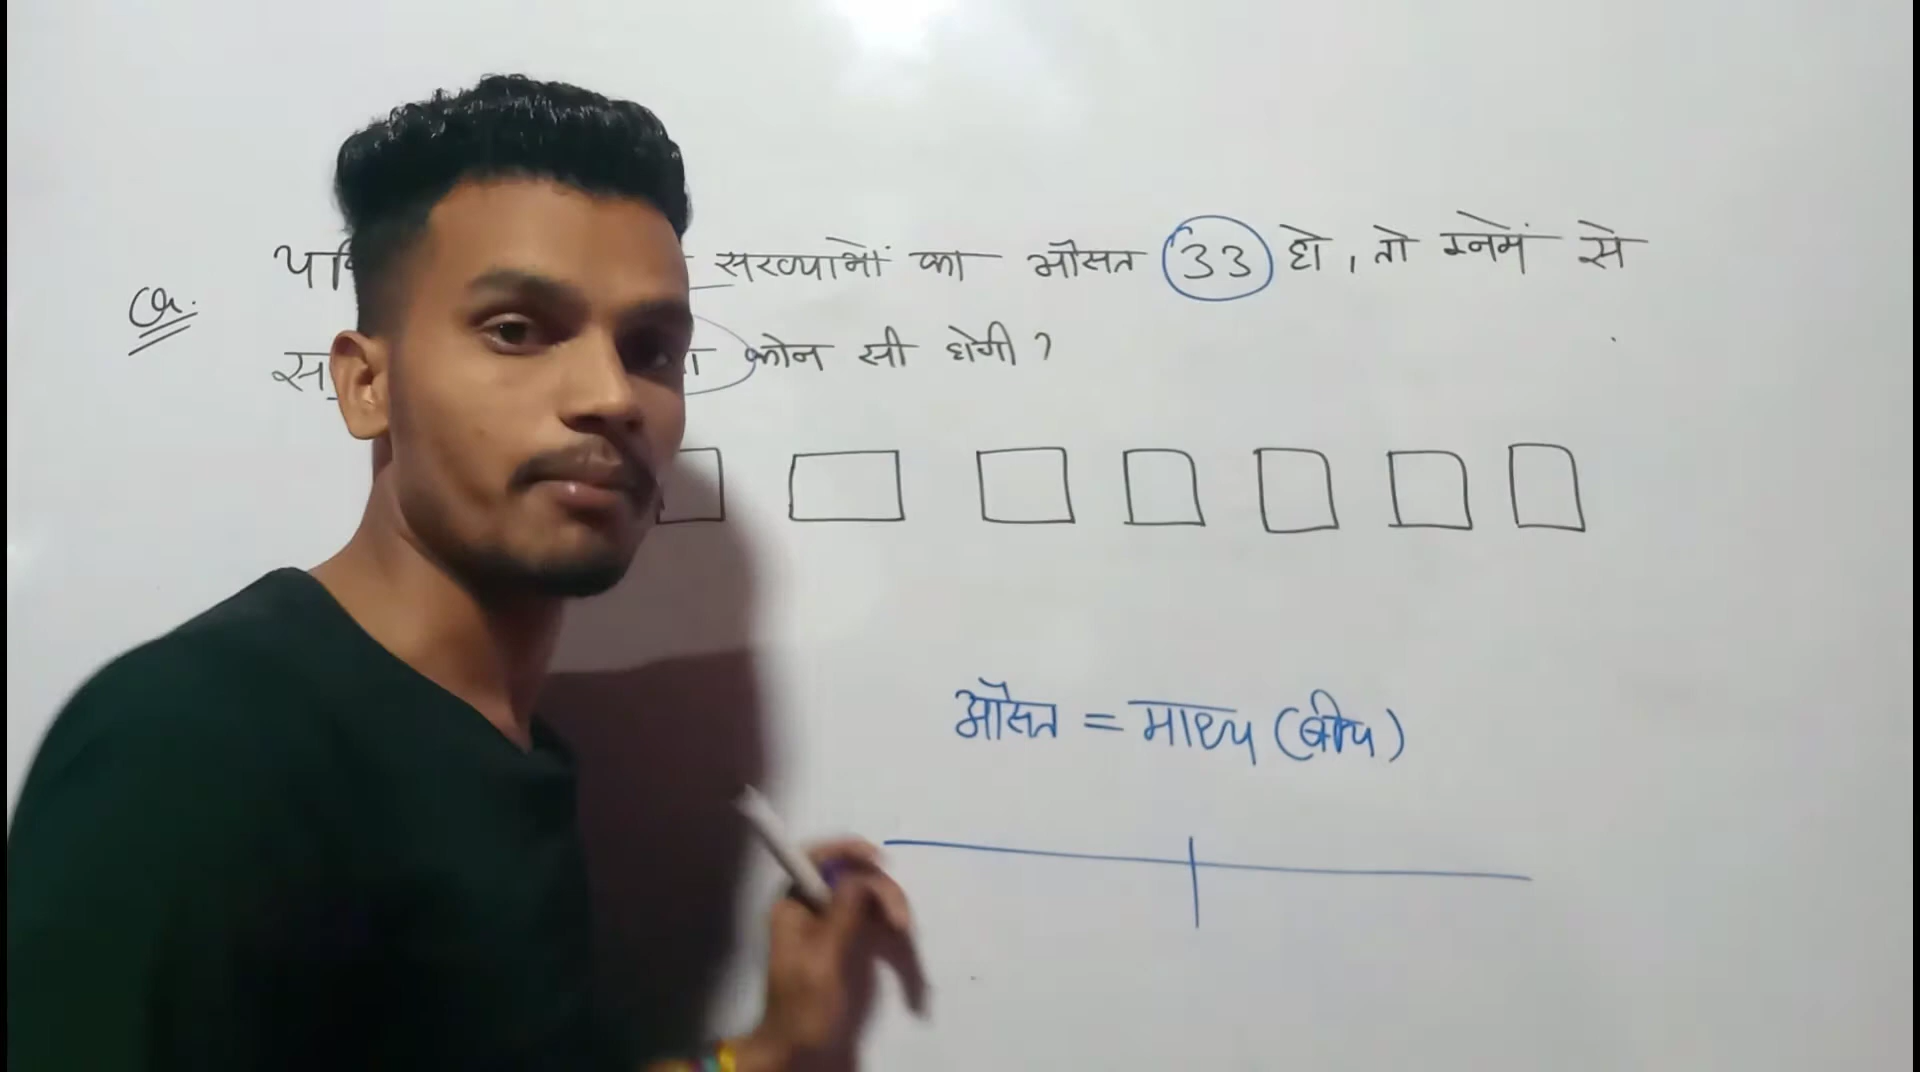 Q. संख्याओं का औसत 33 हो, तो इनमें से
कोन सी होगी ?
औसत = माध्य (बीच)